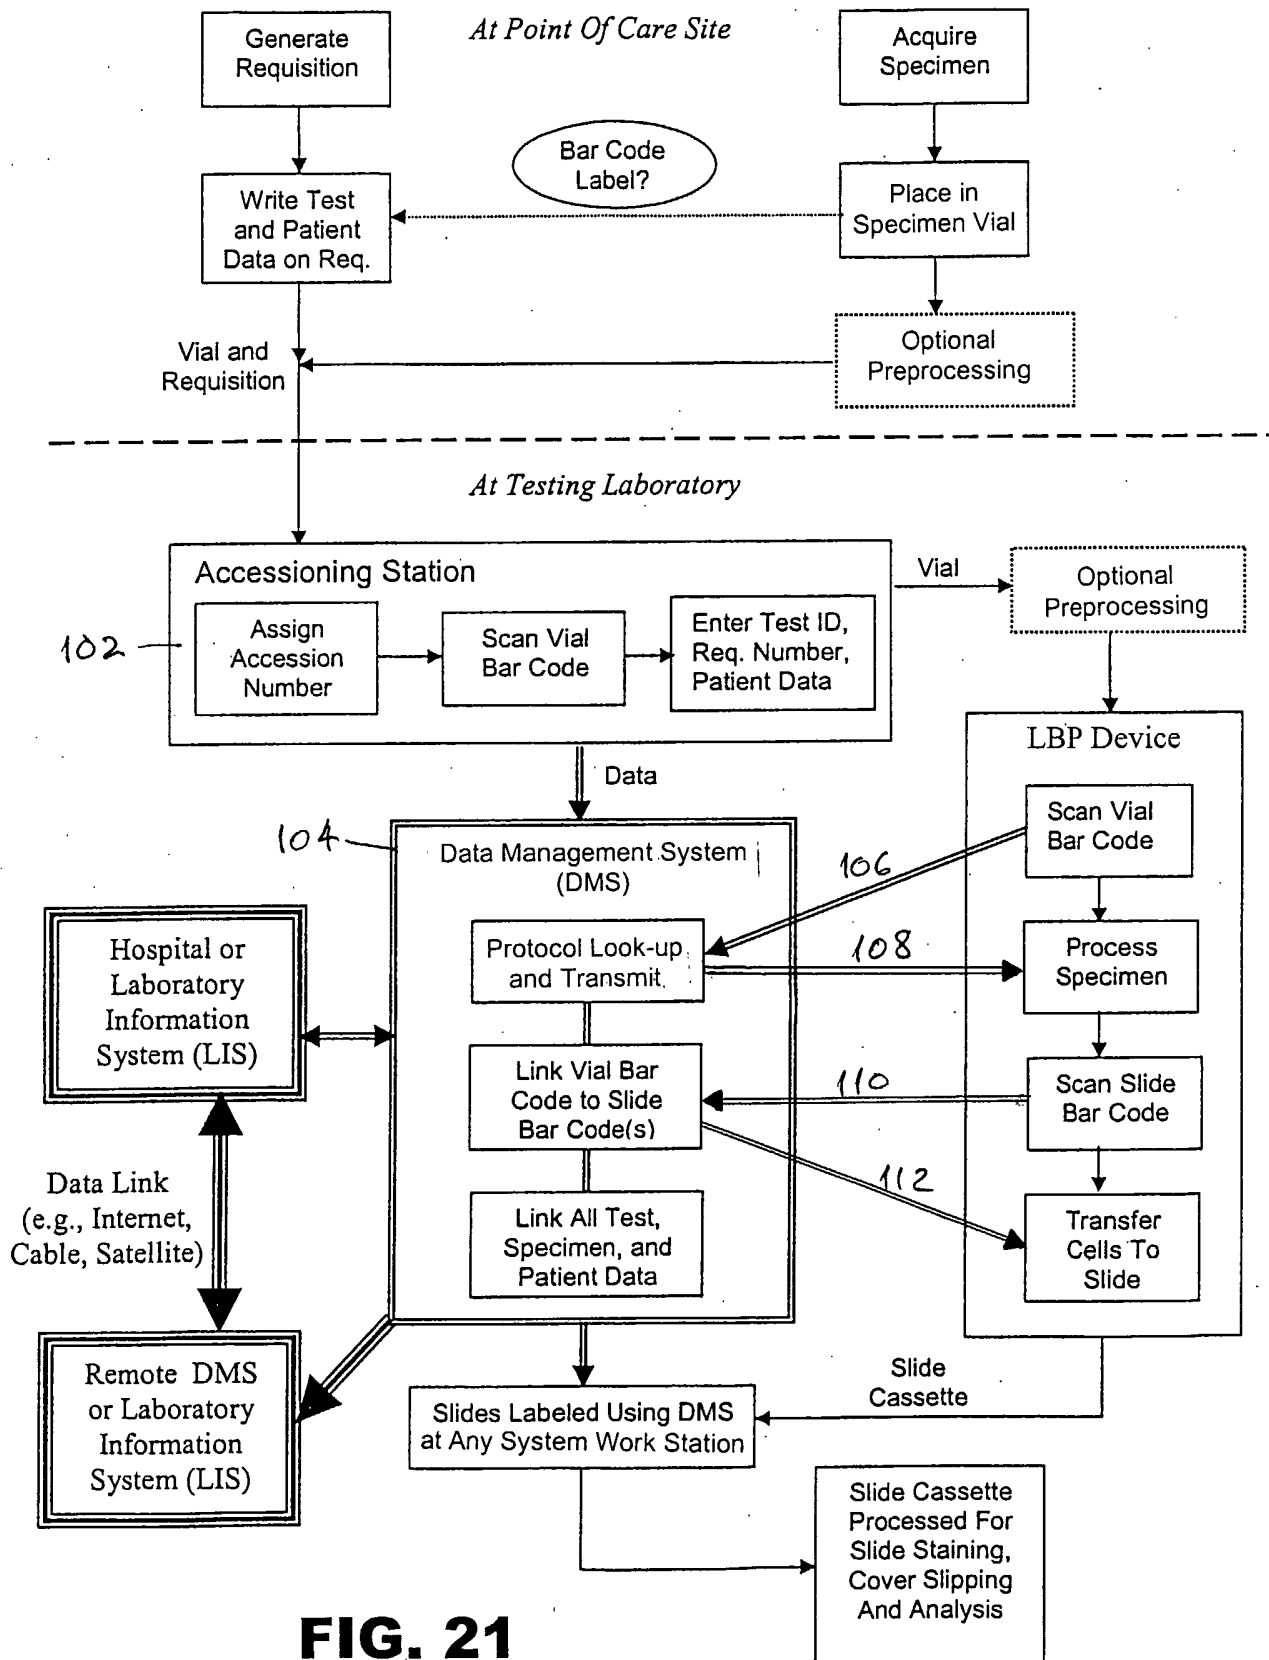 Generate
Requisition
At Point Of Care Site
Acquire
Specimen
Bar Code
Label?
Write Test
and Patient
Data on Req.
Place in
Specimen Vial
Vial and
Requisition
Optional
Preprocessing
At Testing Laboratory
Accessioning Station
102
Assign
Accession
Number
Scan Vial
Bar Code
Enter Test ID,
Req. Number,
Patient Data
Vial
Optional
Preprocessing
Data
LBP Device
Scan Vial
Bar Code
104
Data Management System
(DMS)
106
Protocol Look-up
and Transmit
108
Process
Specimen
Hospital or
Laboratory
Information
System (LIS)
Link Vial Bar
Code to Slide
Bar Code(s)
110
Scan Slide
Bar Code
112
Data Link
(e.g., Internet,
Cable, Satellite)
Link All Test,
Specimen, and
Patient Data
Transfer
Cells To
Slide
Remote DMS
or Laboratory
Information
System (LIS)
Slide
Cassette
Slides Labeled Using DMS
at Any System Work Station
Slide Cassette
Processed For
Slide Staining,
Cover Slipping
And Analysis
FIG. 21